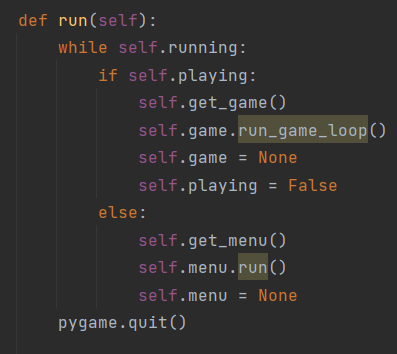 def run(self):
    while self.running:
        if self.playing:
            self.get_game()
            self.game.run_game_loop()
            self.game = None
            self.playing = False
        else:
            self.get_menu()
            self.menu.run()
            self.menu = None
    pygame.quit()